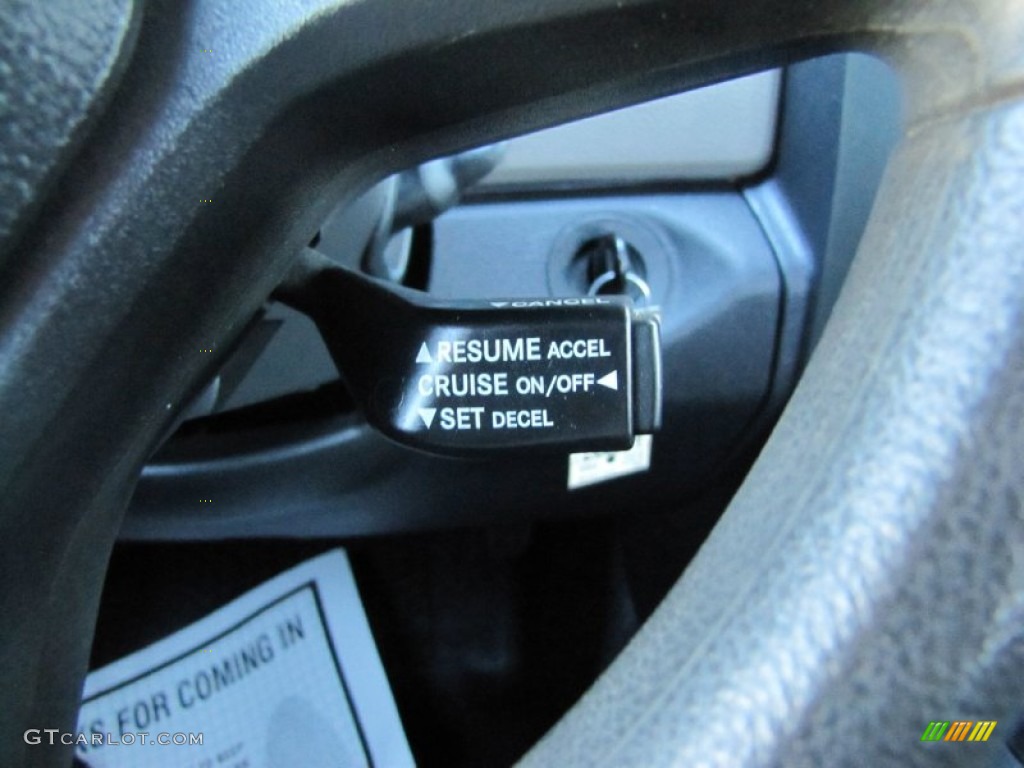 ▼CANCEL
▲RESUME ACCEL
CRUISE ON/OFF◄
▼SET DECEL
FOR COMING IN
GTcarlot.com